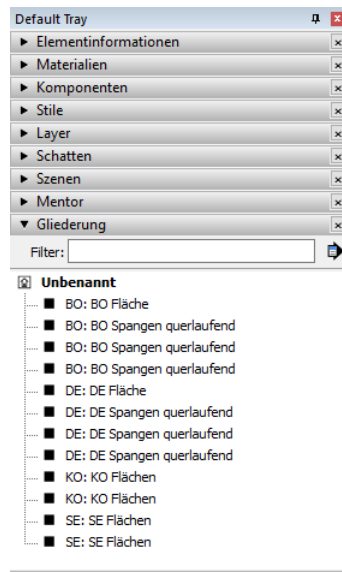 Default Tray
Elementinformationen
Materialien
Komponenten
Stile
Layer
Schatten
Szenen
Mentor
Gliederung
Filter:
Unbenannt
BO: BO Fläche
BO: BO Spangen querlaufend
BO: BO Spangen querlaufend
BO: BO Spangen querlaufend
DE: DE Fläche
DE: DE Spangen querlaufend
DE: DE Spangen querlaufend
DE: DE Spangen querlaufend
KO: KO Flächen
KO: KO Flächen
SE: SE Flächen
SE: SE Flächen